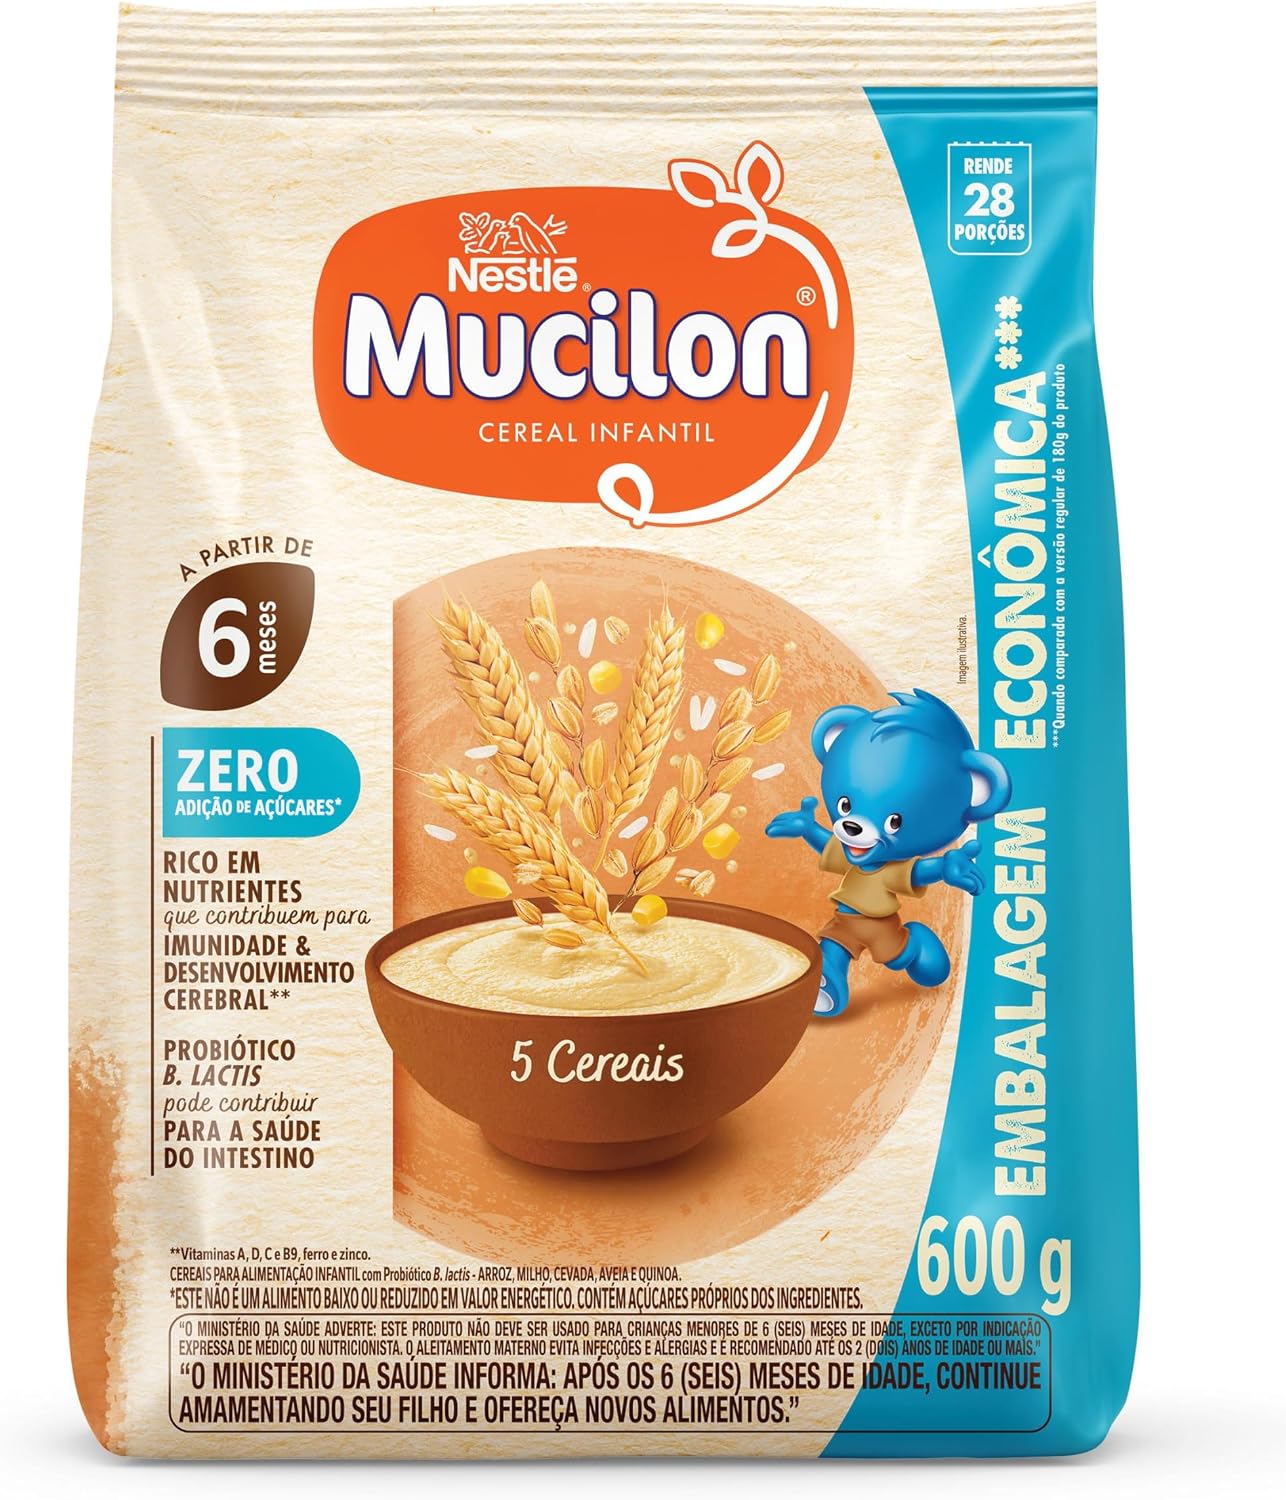 RENDE
28
PORÇÕES
Nestlé®
Mucilon®
CEREAL INFANTIL
EMBALAGEM ECONÔMICA***
***Quando comparada com a versão regular de 180g do produto
A PARTIR DE
6 meses
Imagem ilustrativa.
ZERO
ADIÇÃO DE AÇÚCARES*
RICO EM
NUTRIENTES
que contribuem para
IMUNIDADE &
DESENVOLVIMENTO
CEREBRAL**
PROBIÓTICO
B. LACTIS
pode contribuir
PARA A SAÚDE
DO INTESTINO
5 Cereais
600 g
**Vitaminas A, D, C e B9, ferro e zinco.
CEREAIS PARA ALIMENTAÇÃO INFANTIL com Probiótico B. lactis - ARROZ, MILHO, CEVADA, AVEIA E QUINOA.
*ESTE NÃO É UM ALIMENTO BAIXO OU REDUZIDO EM VALOR ENERGÉTICO. CONTÉM AÇÚCARES PRÓPRIOS DOS INGREDIENTES.
"O MINISTÉRIO DA SAÚDE ADVERTE: ESTE PRODUTO NÃO DEVE SER USADO PARA CRIANÇAS MENORES DE 6 (SEIS) MESES DE IDADE, EXCETO POR INDICAÇÃO
EXPRESSA DE MÉDICO OU NUTRICIONISTA. O ALEITAMENTO MATERNO EVITA INFECÇÕES E ALERGIAS E É RECOMENDADO ATÉ OS 2 (DOIS) ANOS DE IDADE OU MAIS."
"O MINISTÉRIO DA SAÚDE INFORMA: APÓS OS 6 (SEIS) MESES DE IDADE, CONTINUE
AMAMENTANDO SEU FILHO E OFEREÇA NOVOS ALIMENTOS."